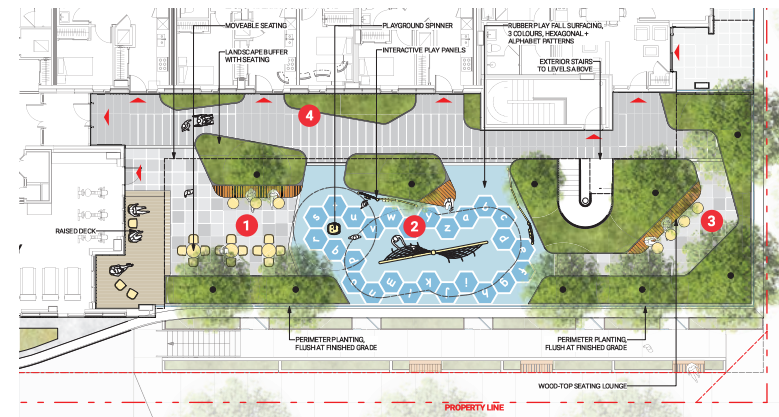 MOVEABLE SEATING
PLAYGROUND SPINNER
RUBBER PLAY FALL SURFACING,
3 COLOURS, HEXAGONAL +
ALPHABET PATTERNS
LANDSCAPE BUFFER
WITH SEATING
INTERACTIVE PLAY PANELS
EXTERIOR STAIRS
TO LEVELS ABOVE
4
1
2
3
s
u
v
w
y
z
a
d
c
r
q
p
m
k
j
i
h
g
RAISED DECK
PERIMETER PLANTING,
FLUSH AT FINISHED GRADE
PERIMETER PLANTING,
FLUSH AT FINISHED GRADE
WOOD-TOP SEATING LOUNGE
PROPERTY LINE